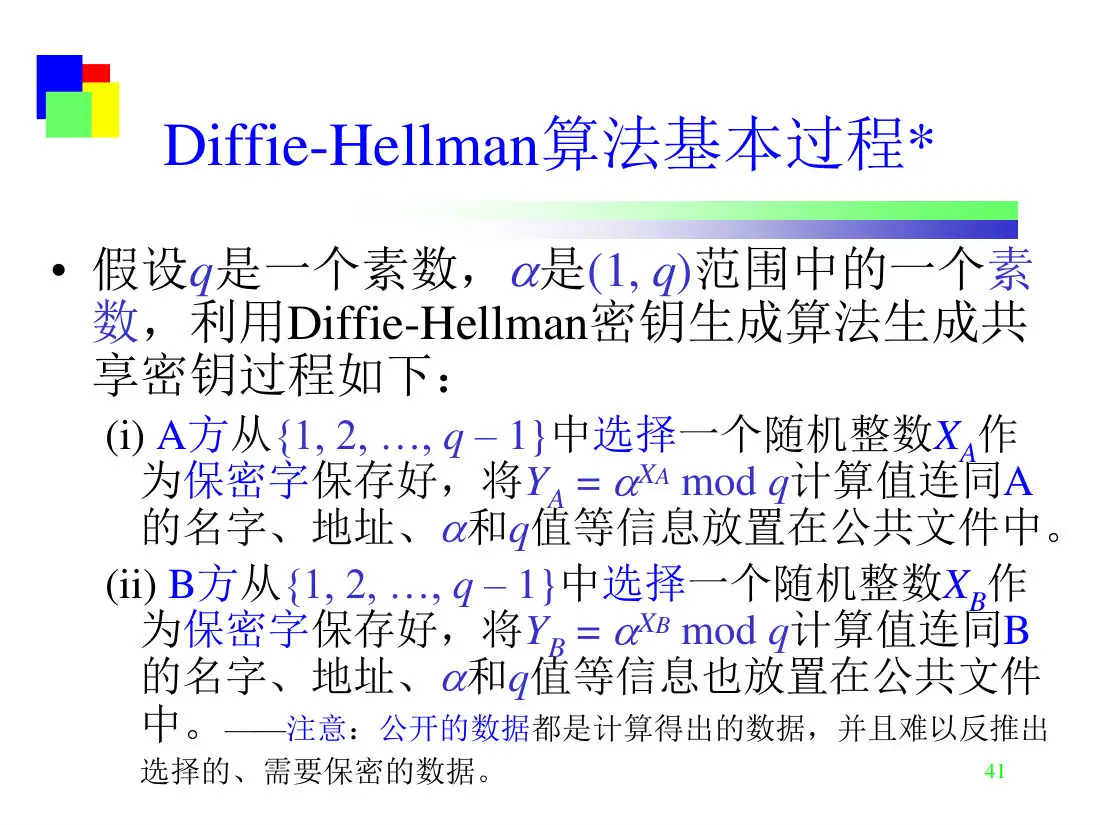 Diffie-Hellman算法基本过程*
• 假设q是一个素数，α是(1, q)范围中的一个素
数，利用Diffie-Hellman密钥生成算法生成共
享密钥过程如下：
(i) A方从{1, 2, …, q – 1}中选择一个随机整数X_A作
为保密字保存好，将Y_A = α^X_A mod q计算值连同A
的名字、地址、α和q值等信息放置在公共文件中。
(ii) B方从{1, 2, …, q – 1}中选择一个随机整数X_B作
为保密字保存好，将Y_B = α^X_B mod q计算值连同B
的名字、地址、α和q值等信息也放置在公共文件
中。——注意：公开的数据都是计算得出的数据，并且难以反推出
选择的、需要保密的数据。
41